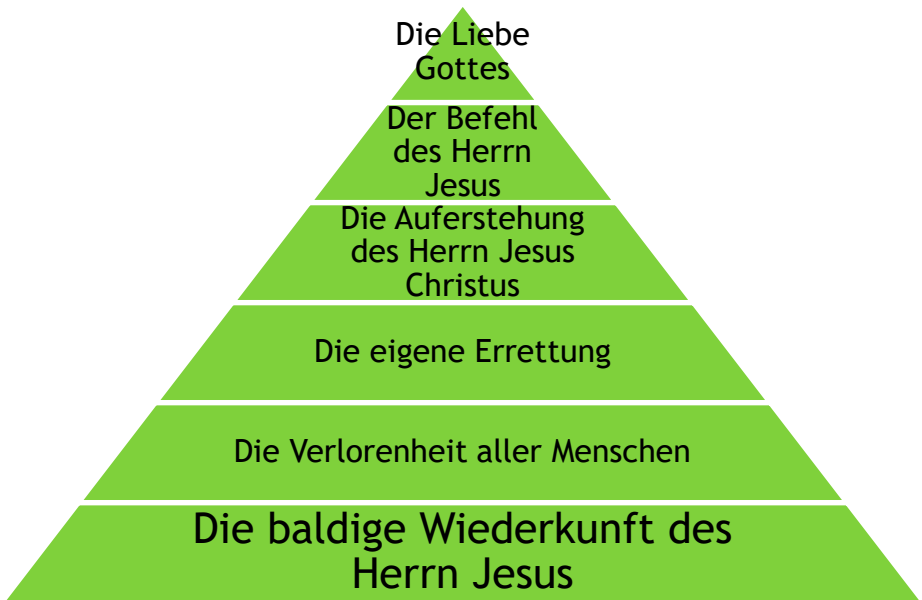 Die Liebe
Gottes
Der Befehl
des Herrn
Jesus
Die Auferstehung
des Herrn Jesus
Christus
Die eigene Errettung
Die Verlorenheit aller Menschen
Die baldige Wiederkunft des
Herrn Jesus